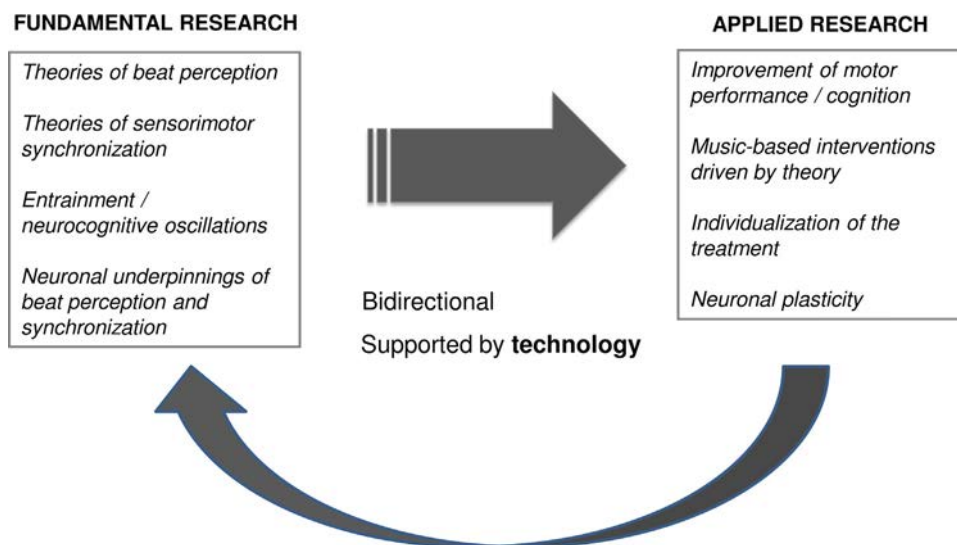 FUNDAMENTAL RESEARCH
Theories of beat perception
Theories of sensorimotor
synchronization
Entrainment /
neurocognitive oscillations
Neuronal underpinnings of
beat perception and
synchronization
Bidirectional
Supported by technology
APPLIED RESEARCH
Improvement of motor
performance / cognition
Music-based interventions
driven by theory
Individualization of the
treatment
Neuronal plasticity